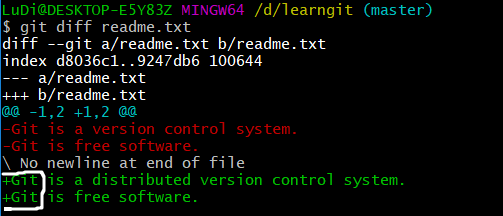 LuDi@DESKTOP-E5Y83Z MINGW64 /d/learngit (master)
$ git diff readme.txt
diff --git a/readme.txt b/readme.txt
index d8036c1..9247db6 100644
--- a/readme.txt
+++ b/readme.txt
@@ -1,2 +1,2 @@
-Git is a version control system.
-Git is free software.
\ No newline at end of file
+Git is a distributed version control system.
+Git is free software.